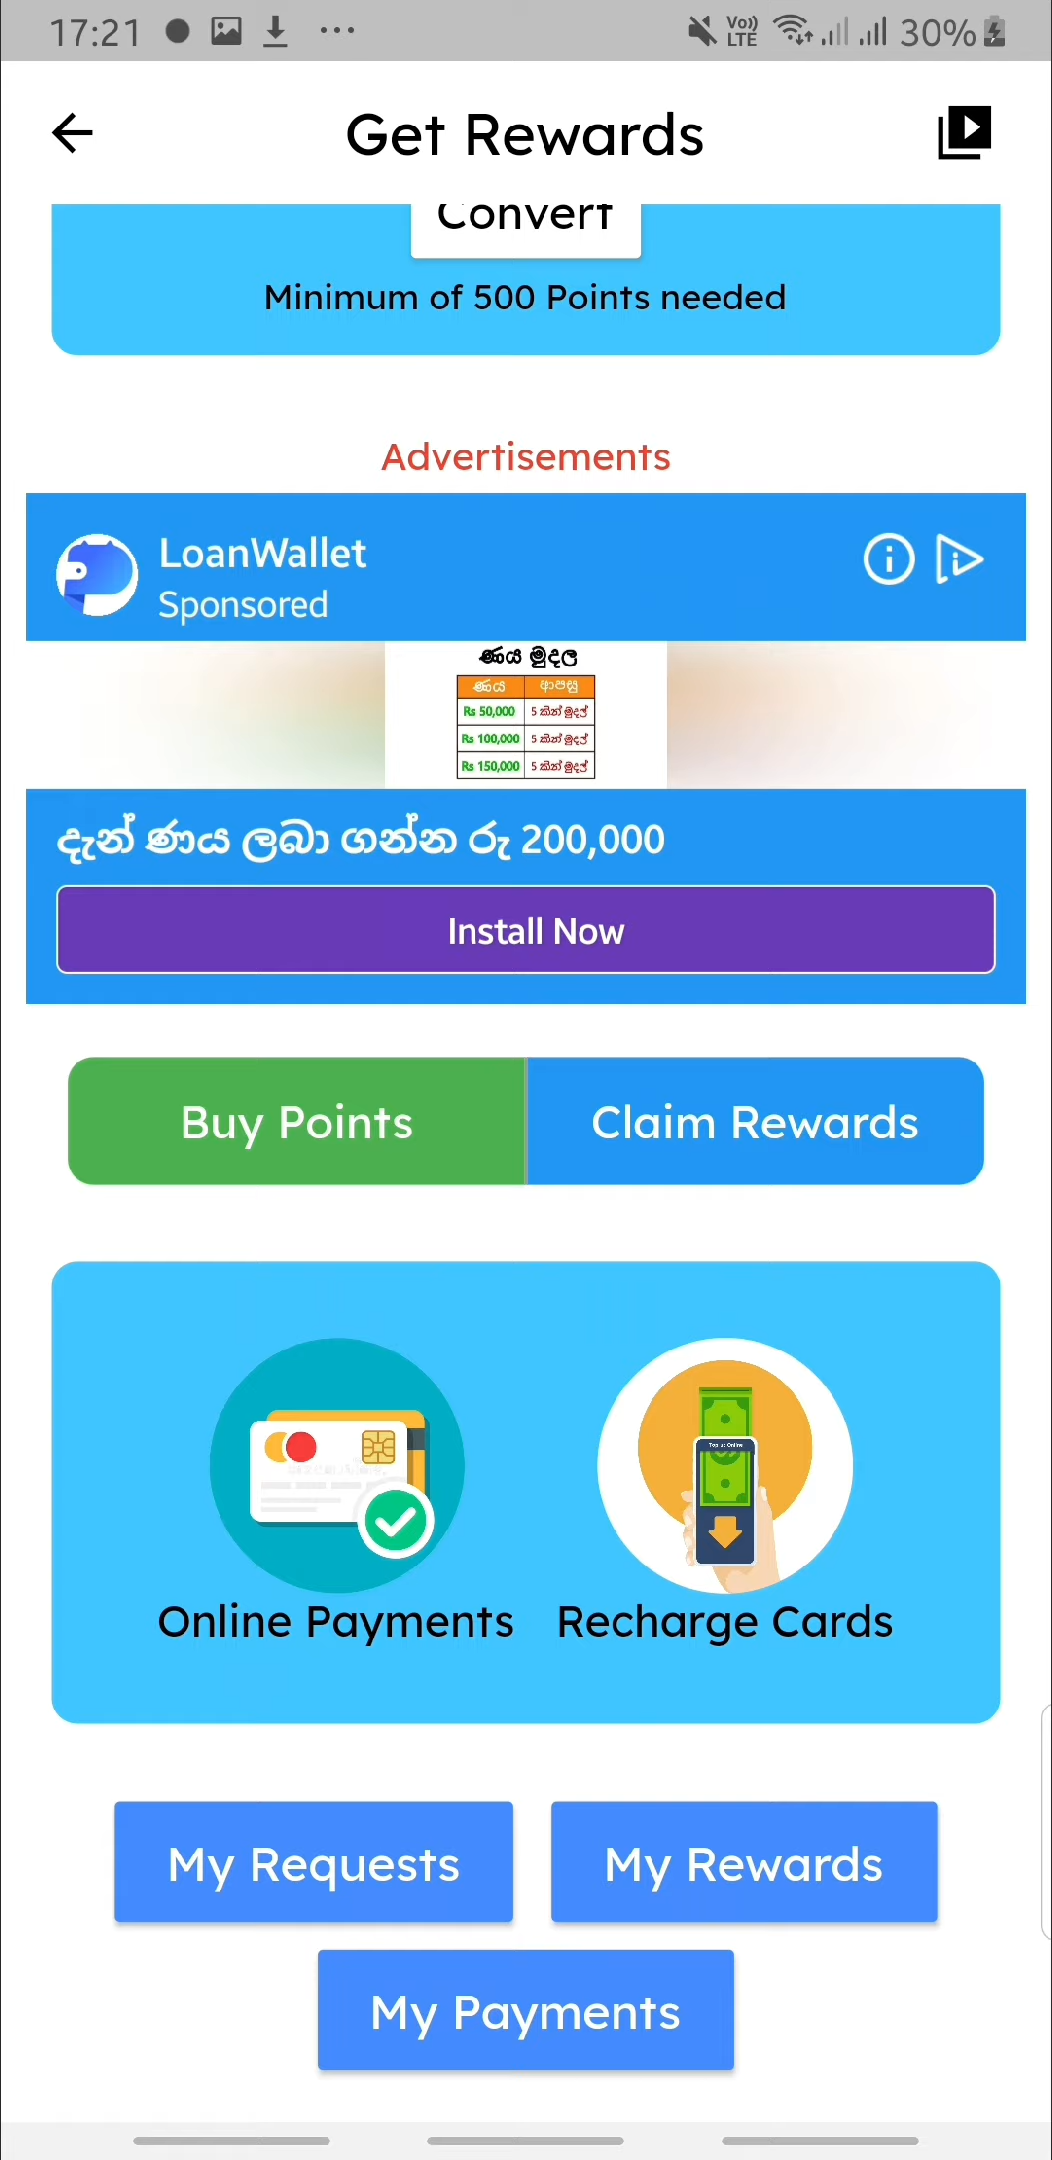 17:21
Vo)) LTE
30%
Get Rewards
Convert
Minimum of 500 Points needed
Advertisements
LoanWallet
Sponsored
ණය මුදල
ණය ආපසු
Rs 50,000 5 කින් මුදල්
Rs 100,000 5 කින් මුදල්
Rs 150,000 5 කින් මුදල්
දැන් ණය ලබා ගන්න රු 200,000
Install Now
Buy Points Claim Rewards
Online Payments Recharge Cards
My Requests My Rewards
My Payments